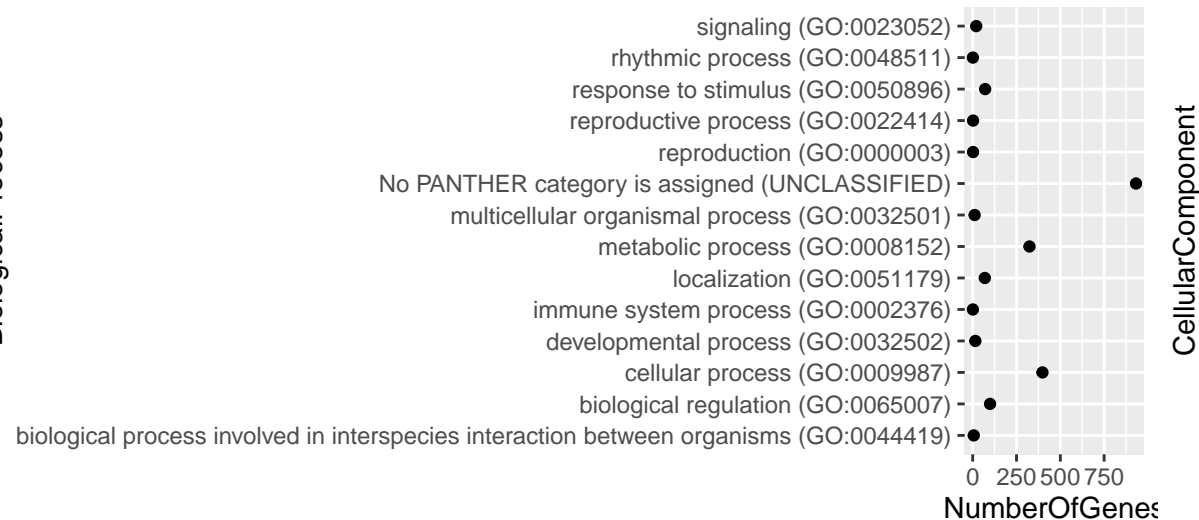 signaling (GO:0023052)
rhythmic process (GO:0048511)
response to stimulus (GO:0050896)
reproductive process (GO:0022414)
reproduction (GO:0000003)
No PANTHER category is assigned (UNCLASSIFIED)
multicellular organismal process (GO:0032501)
metabolic process (GO:0008152)
localization (GO:0051179)
immune system process (GO:0002376)
developmental process (GO:0032502)
cellular process (GO:0009987)
biological regulation (GO:0065007)
biological process involved in interspecies interaction between organisms (GO:0044419)
0 250 500 750
NumberOfGenes
CellularComponent